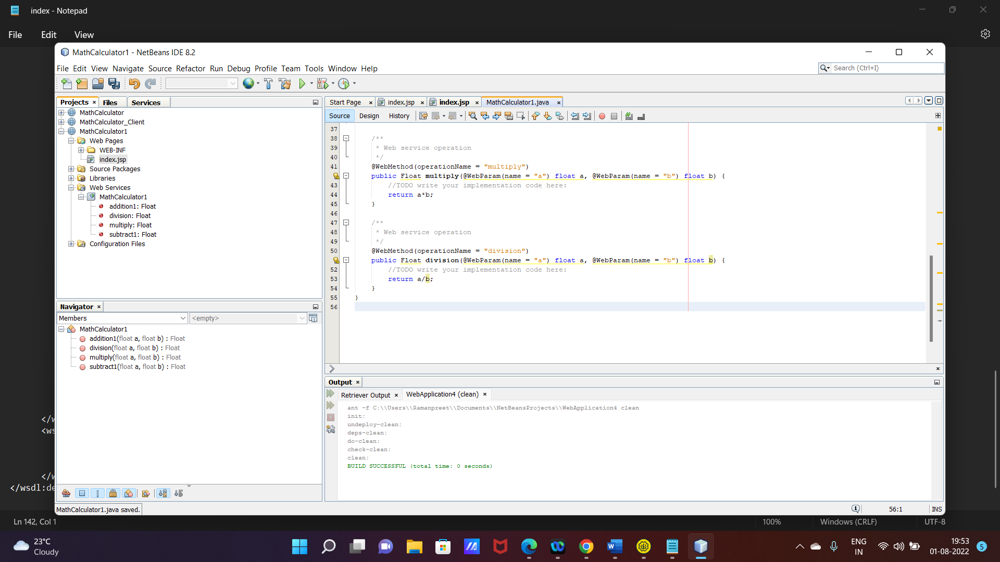 index - Notepad
File Edit View
MathCalculator1 - NetBeans IDE 8.2
File Edit View Navigate Source Refactor Run Debug Profile Team Tools Window Help
Search (Ctrl+I)
Projects Files Services
MathCalculator
MathCalculator_Client
MathCalculator1
Web Pages
WEB-INF
index.jsp
Source Packages
Libraries
Web Services
MathCalculator1
addition1: Float
division: Float
multiply: Float
subtract1: Float
Configuration Files
Navigator
Members <empty>
MathCalculator1
addition1(float a, float b) : Float
division(float a, float b) : Float
multiply(float a, float b) : Float
subtract1(float a, float b) : Float
Start Page index.jsp index.jsp MathCalculator1.java
Source Design History
37
38 /**
39 * Web service operation
40 */
41 @WebMethod(operationName = "multiply")
public Float multiply(@WebParam(name = "a") float a, @WebParam(name = "b") float b) {
43 //TODO write your implementation code here:
44 return a*b;
45 }
46
47 /**
48 * Web service operation
49 */
50 @WebMethod(operationName = "division")
public Float division(@WebParam(name = "a") float a, @WebParam(name = "b") float b) {
52 //TODO write your implementation code here:
53 return a/b;
54 }
55 }
56
Output
Retriever Output WebApplication4 (clean)
ant -f C:\\Users\\Ramanpreet\\Documents\\NetBeansProjects\\WebApplication4 clean
init:
undeploy-clean:
deps-clean:
do-clean:
check-clean:
clean:
BUILD SUCCESSFUL (total time: 0 seconds)
MathCalculator1.java saved.
1 56:1 INS
</w
<ws
</w
</wsdl:de
Ln 142, Col 1 100% Windows (CRLF) UTF-8
23°C
Cloudy
ENG
IN
19:53
01-08-2022
5